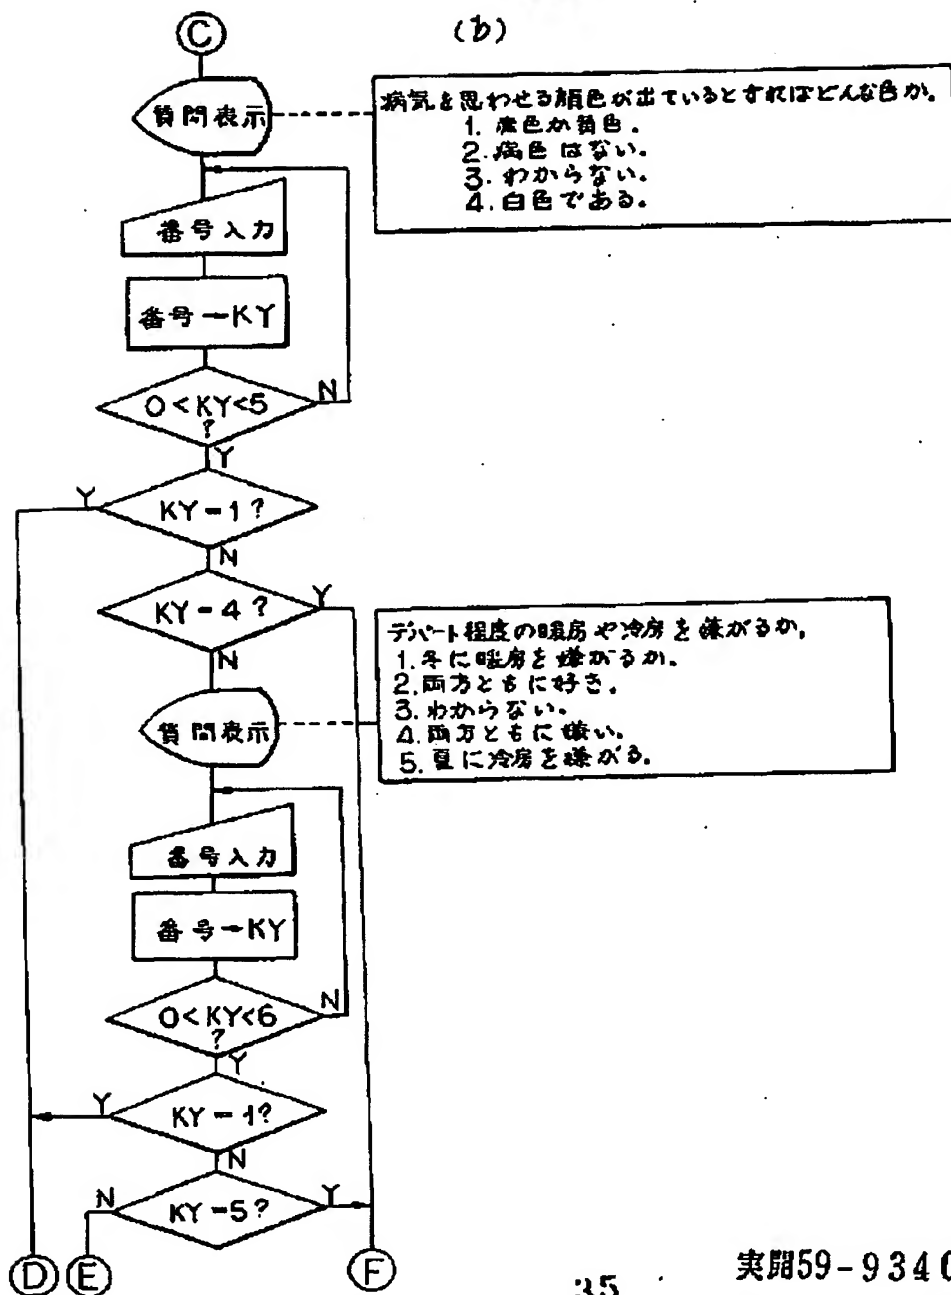 (b)
C
質問表示
病気を思わせる顔色が出ているとすればどんな色か。
1. 色か黄色。
2. 病色はない。
3. わからない。
4. 白色である。
番号入力
番号→KY
0<KY<5
?
N
Y
KY=1?
Y
N
KY=4?
Y
N
デパート程度の暖房や冷房を嫌がるか。
1. 冬に暖房を嫌がるか。
2. 両方ともに好き。
3. わからない。
4. 両方ともに嫌い。
5. 夏に冷房を嫌がる。
質問表示
番号入力
番号→KY
0<KY<6
?
N
Y
KY=1?
Y
N
KY=5?
N
Y
D
E
F
35
実開59-9340